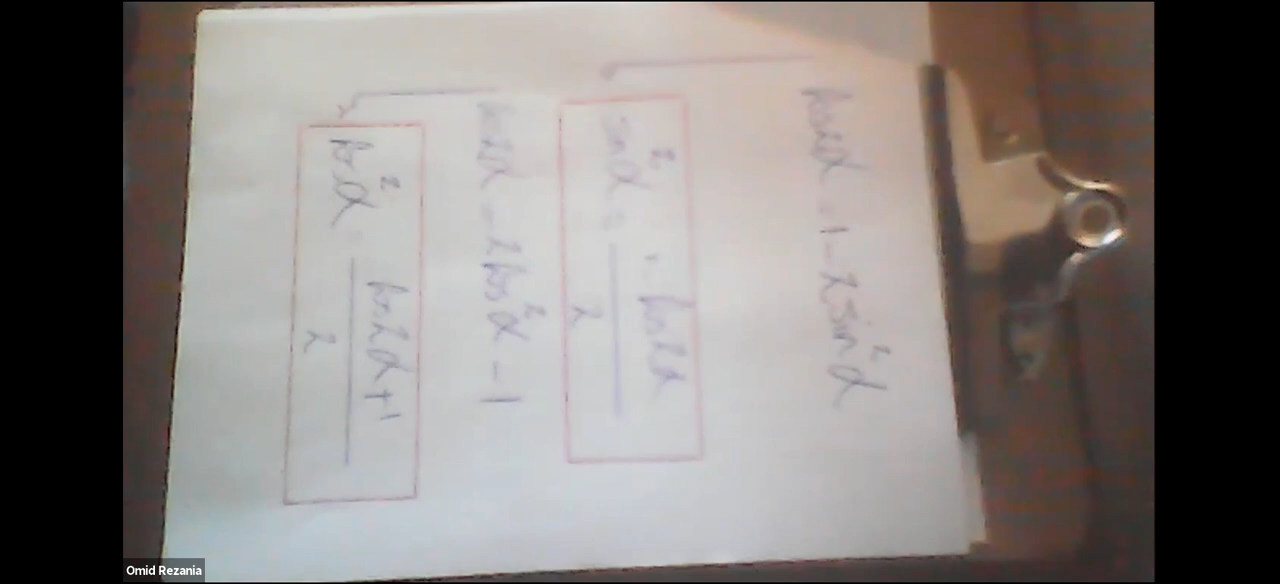 cos2α = 1 - 2sin²α
sin²α = (1 - cos2α) / 2
cos2α = 2cos²α - 1
cos²α = (cos2α + 1) / 2
Omid Rezania